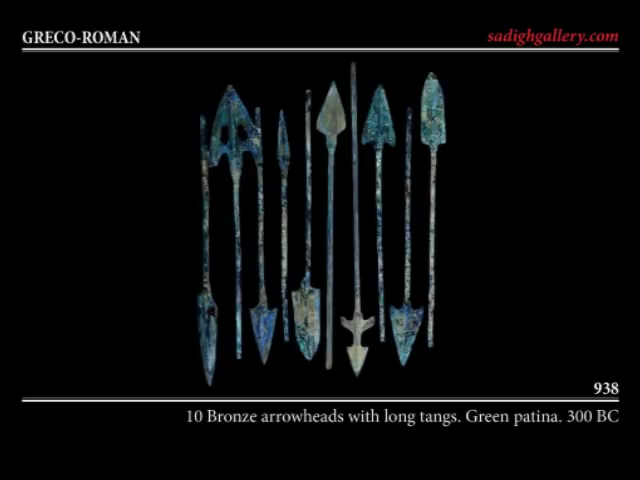 GRECO-ROMAN
sadighgallery.com
938
10 Bronze arrowheads with long tangs. Green patina. 300 BC